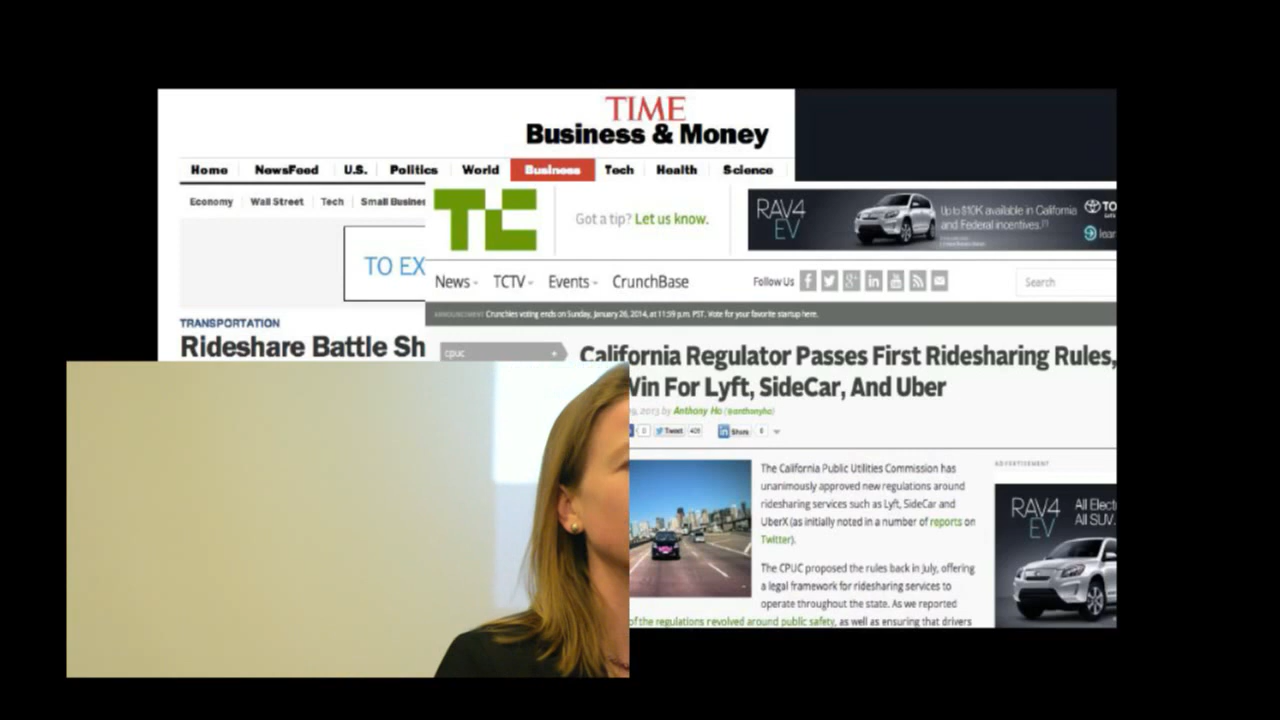 TIME
Business & Money
Home NewsFeed U.S. Politics World Business Tech Health Science
Economy Wall Street Tech Small Busines
TO EX
TRANSPORTATION
Rideshare Battle Sh
TC
Got a tip? Let us know.
RAV4
EV
Up to $10K available in California
and Federal incentives.
TO
lear
News TCTV Events CrunchBase
Follow Us
Search
ANNOUNCEMENT Crunchies voting ends on Sunday, January 26, 2014, at 11:59 p.m. PST. Vote for your favorite startup here.
cpuc +
California Regulator Passes First Ridesharing Rules,
Win For Lyft, SideCar, And Uber
2013 by Anthony Ha (@anthonyha)
0 Tweet 405 Share 6
The California Public Utilities Commission has
unanimously approved new regulations around
ridesharing services such as Lyft, SideCar and
UberX (as initially noted in a number of reports on
Twitter).
The CPUC proposed the rules back in July, offering
a legal framework for ridesharing services to
operate throughout the state. As we reported
of the regulations revolved around public safety, as well as ensuring that drivers
ADVERTISEMENT
RAV4
EV
All Elect
All SUV.